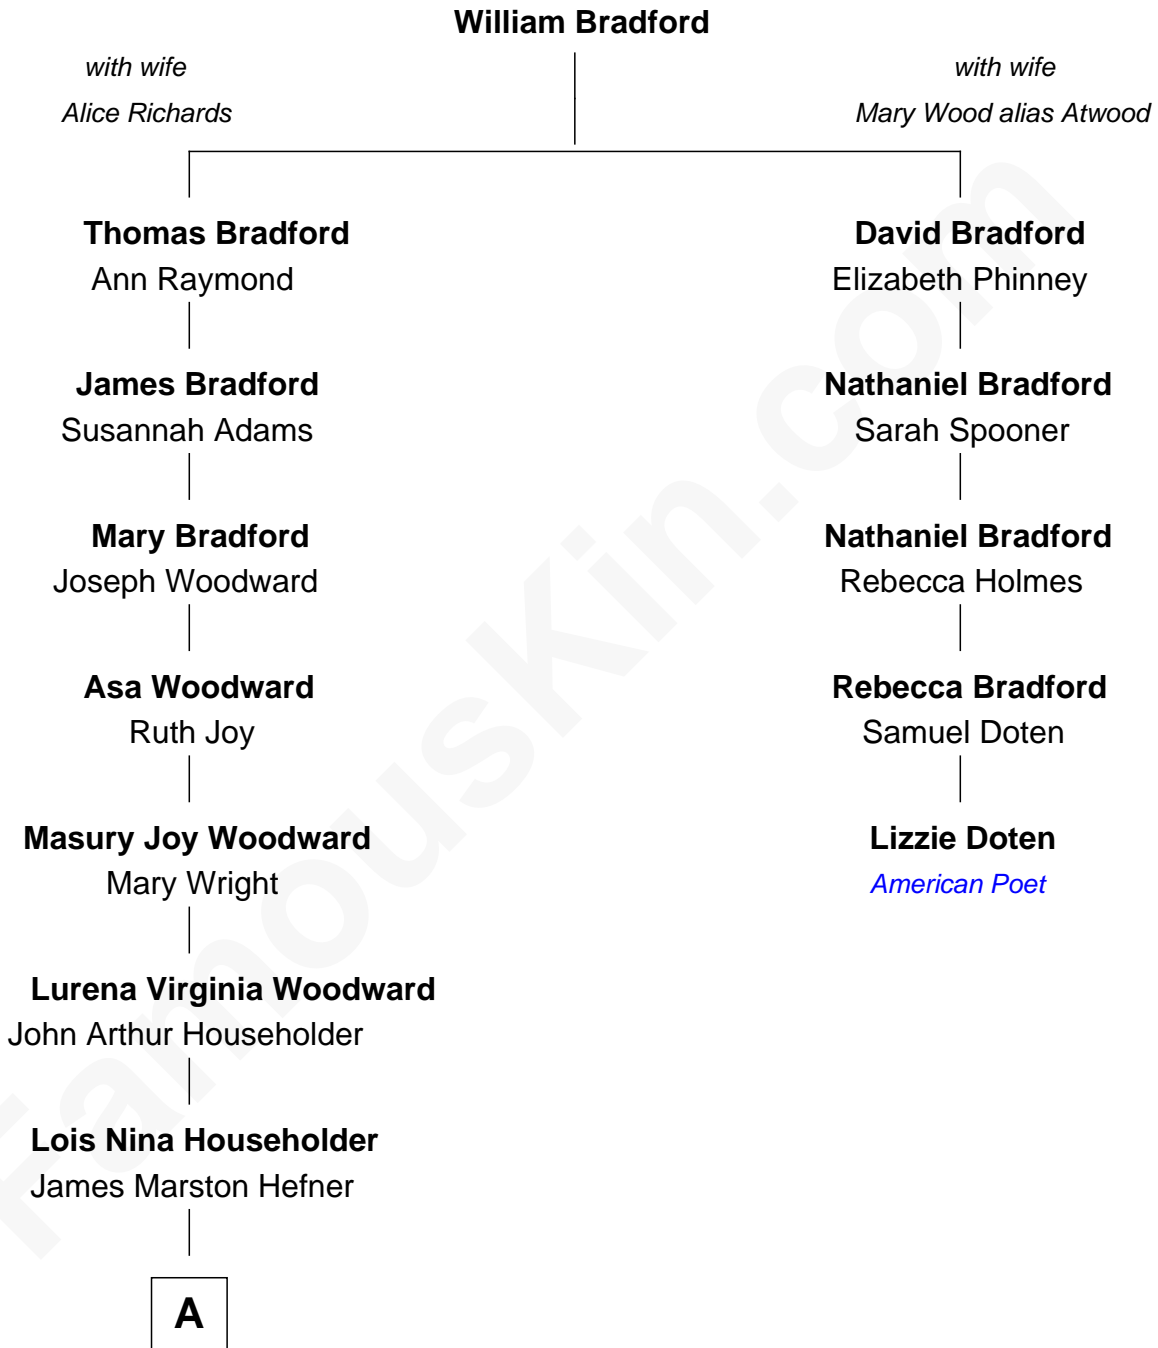 William Bradford
with wife
Alice Richards
with wife
Mary Wood alias Atwood
Thomas Bradford
Ann Raymond
David Bradford
Elizabeth Phinney
James Bradford
Susannah Adams
Nathaniel Bradford
Sarah Spooner
Mary Bradford
Joseph Woodward
Nathaniel Bradford
Rebecca Holmes
Asa Woodward
Ruth Joy
Rebecca Bradford
Samuel Doten
Masury Joy Woodward
Mary Wright
Lizzie Doten
American Poet
Lurena Virginia Woodward
John Arthur Householder
Lois Nina Householder
James Marston Hefner
A
FamousKin.com